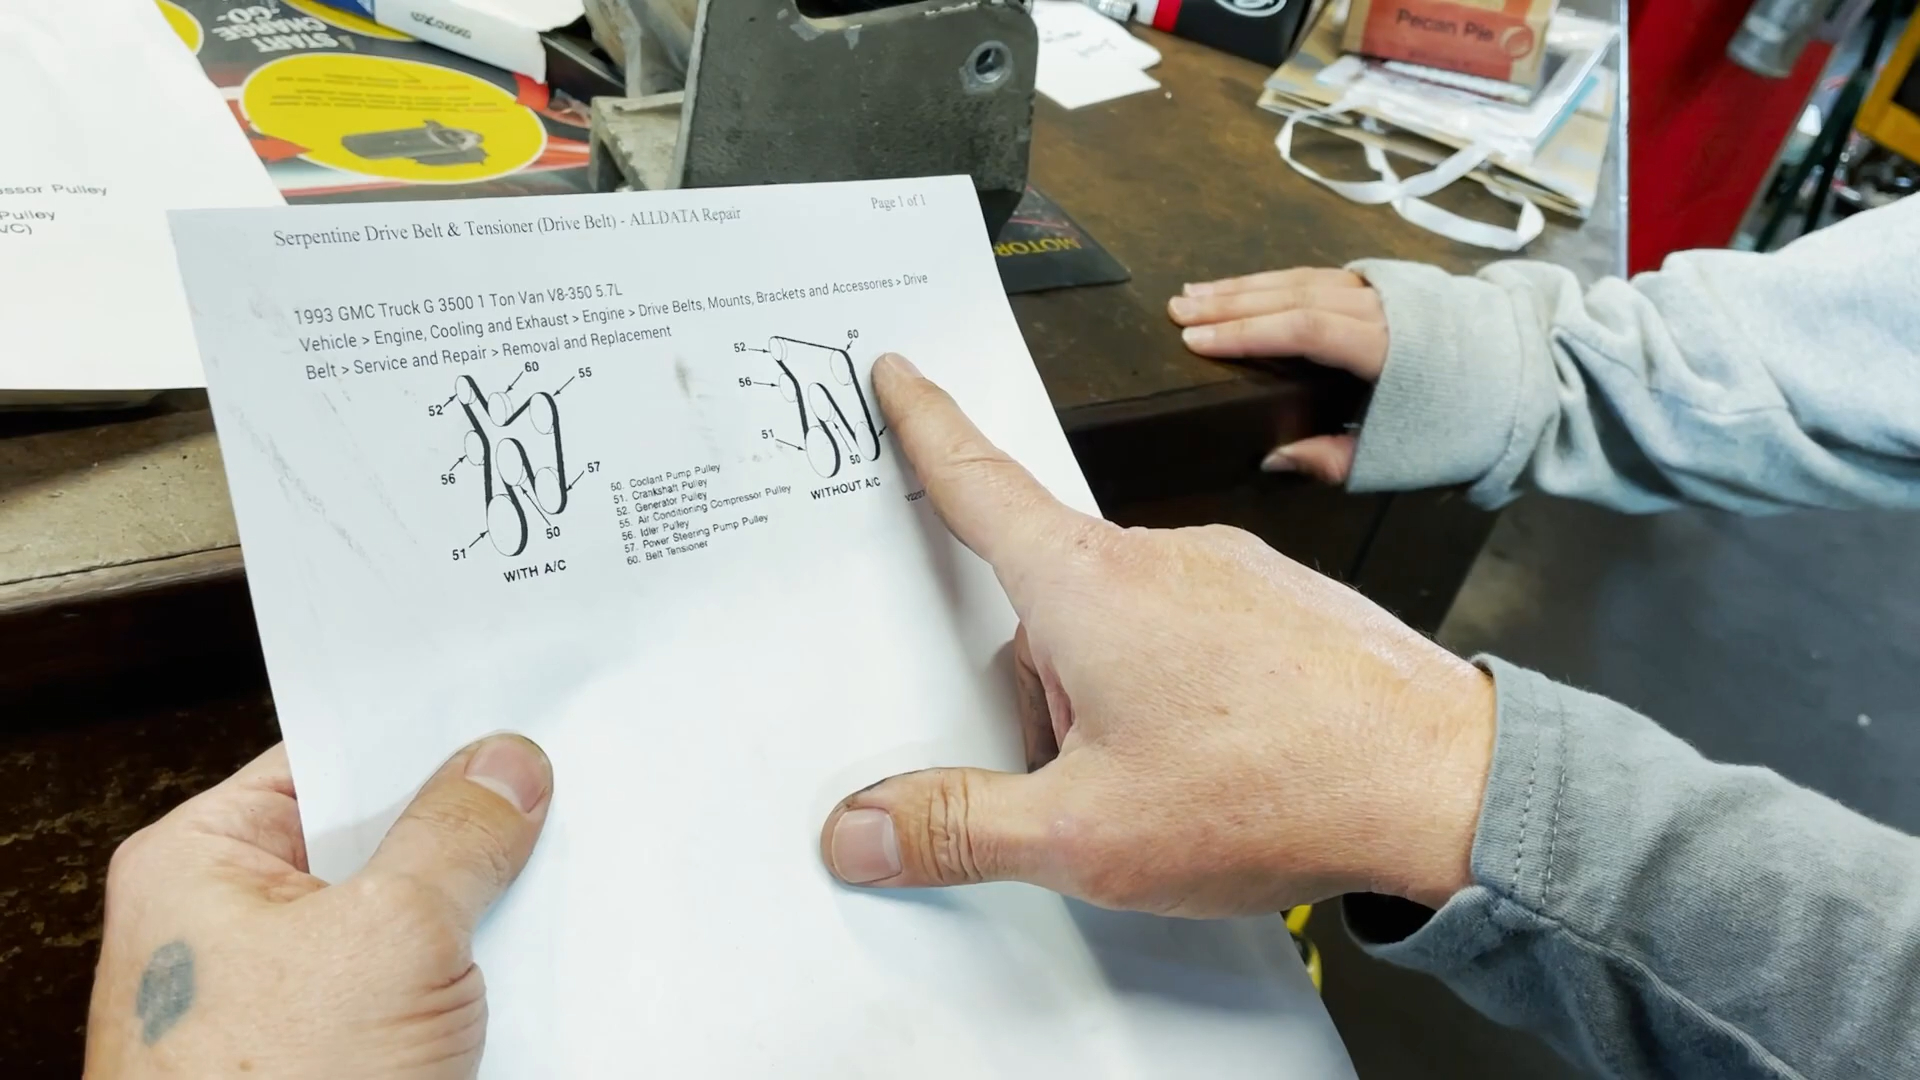 START
CHARGE
-GO-
Pecan Pie
ssor Pulley
Pulley
/C)
MOTOR
Serpentine Drive Belt & Tensioner (Drive Belt) - ALLDATA Repair
Page 1 of 1
1993 GMC Truck G 3500 1 Ton Van V8-350 5.7L
Vehicle > Engine, Cooling and Exhaust > Engine > Drive Belts, Mounts, Brackets and Accessories > Drive
Belt > Service and Repair > Removal and Replacement
52
60
55
56
57
51
50
WITH A/C
50. Coolant Pump Pulley
51. Crankshaft Pulley
52. Generator Pulley
55. Air Conditioning Compressor Pulley
56. Idler Pulley
57. Power Steering Pump Pulley
60. Belt Tensioner
52
60
56
51
50
WITHOUT A/C